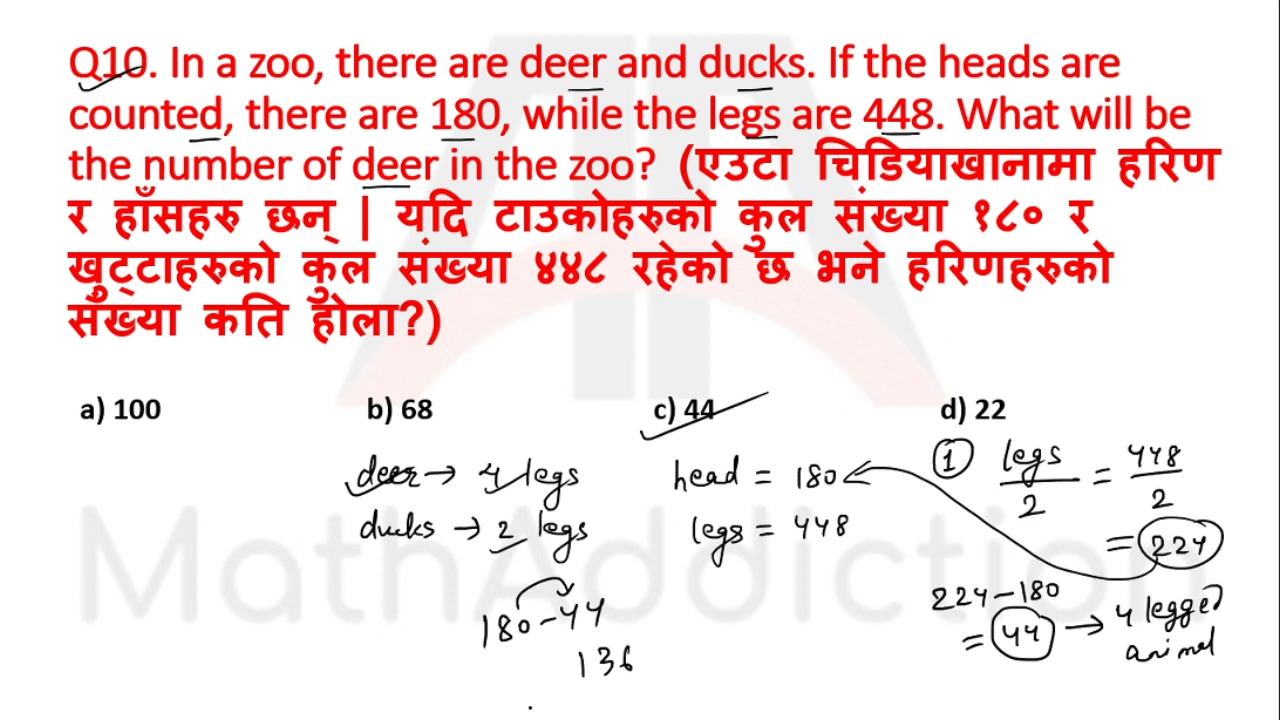 Q10. In a zoo, there are deer and ducks. If the heads are
counted, there are 180, while the legs are 448. What will be
the number of deer in the zoo? (एउटा चिडियाखानामा हरिण
र हाँसहरु छन् | यदि टाउकोहरुको कुल संख्या १८० र
खुट्टाहरुको कुल संख्या ४४८ रहेको छ भने हरिणहरुको
संख्या कति होला?)
a) 100 b) 68 c) 44 d) 22
deer → 4 legs
ducks → 2 legs
180 - 44
136
head = 180
legs = 448
1 legs/2 = 448/2
= 224
224 - 180
= 44 → 4 legged
animal
MathAddiction